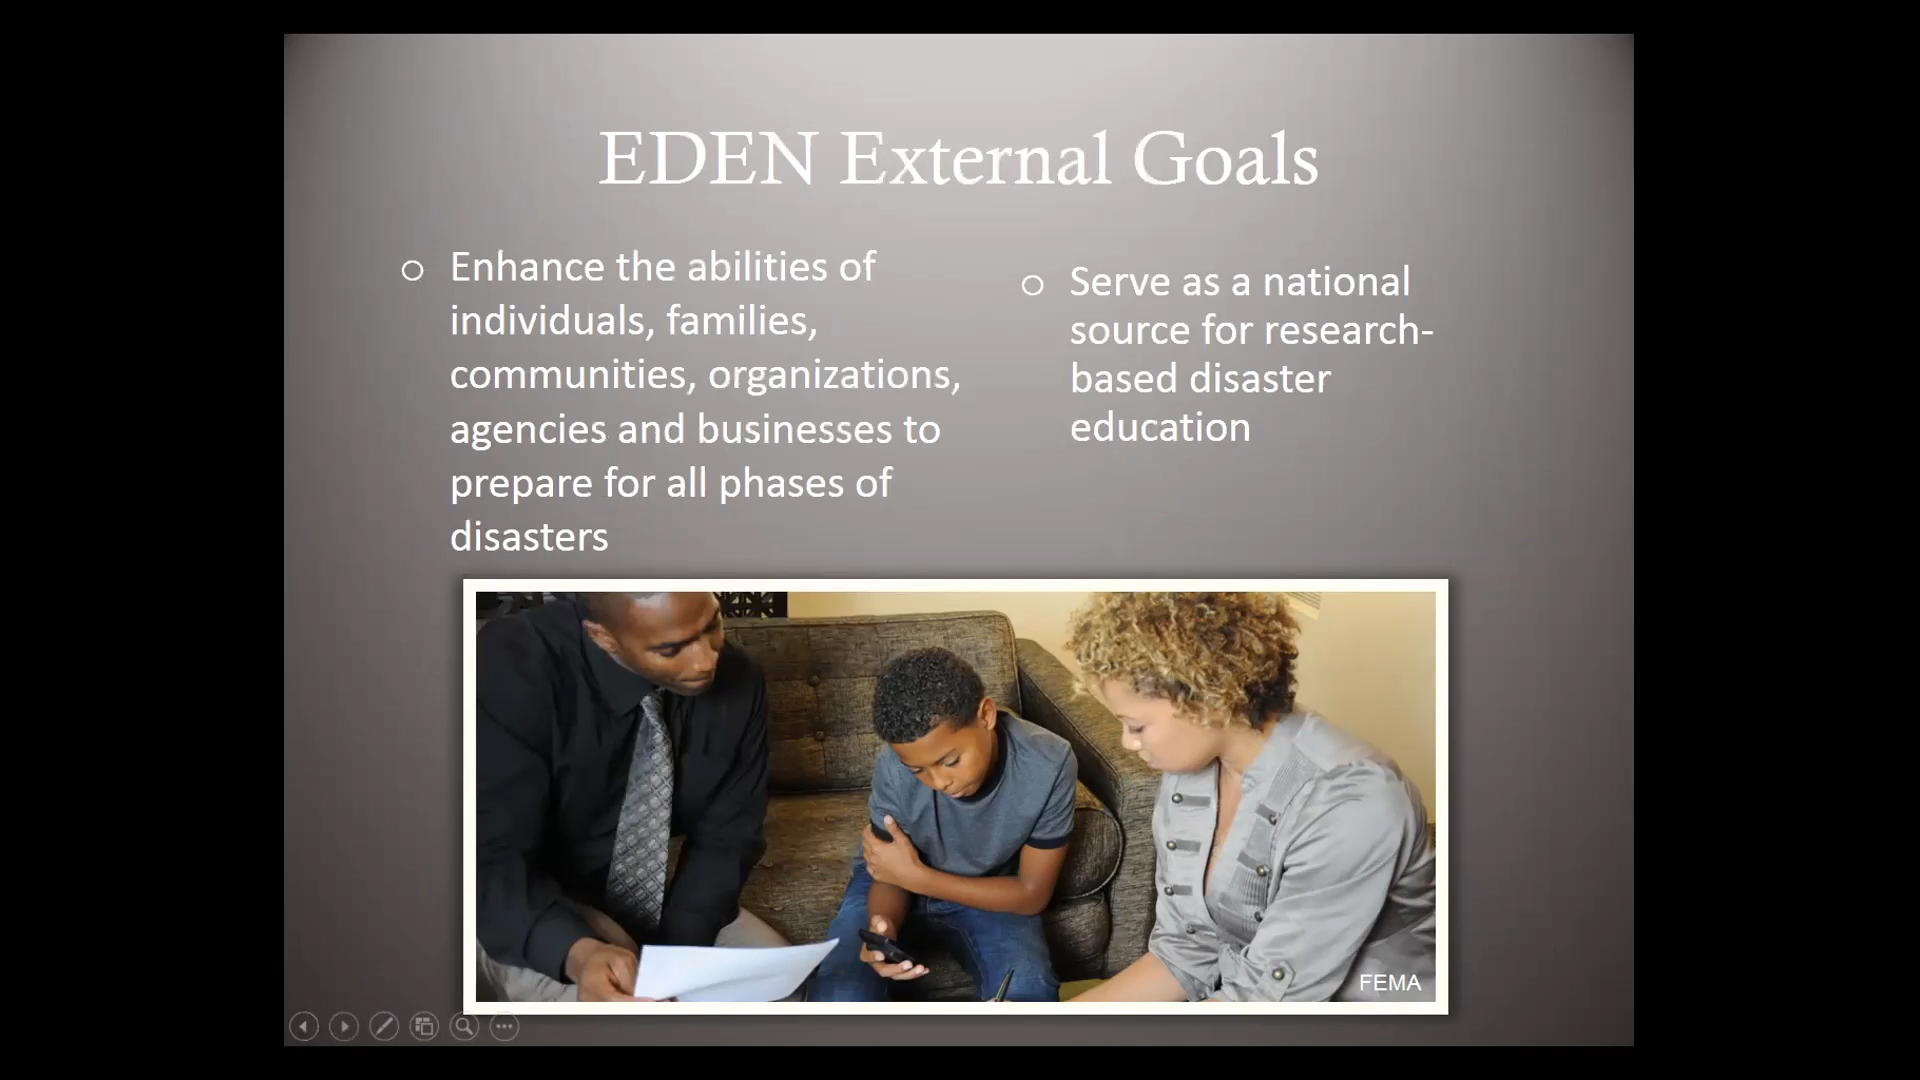 EDEN External Goals
○ Enhance the abilities of
individuals, families,
communities, organizations,
agencies and businesses to
prepare for all phases of
disasters
○ Serve as a national
source for research-
based disaster
education
FEMA